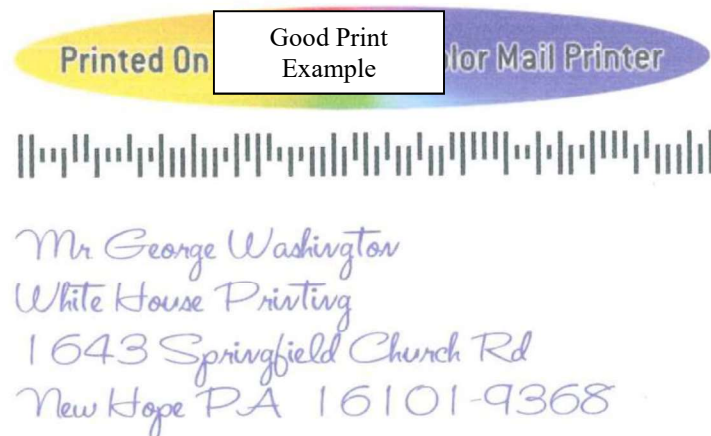 Good Print
Example
Printed On lor Mail Printer
Mr George Washington
White House Printing
1643 Springfield Church Rd
New Hope PA 16101-9368